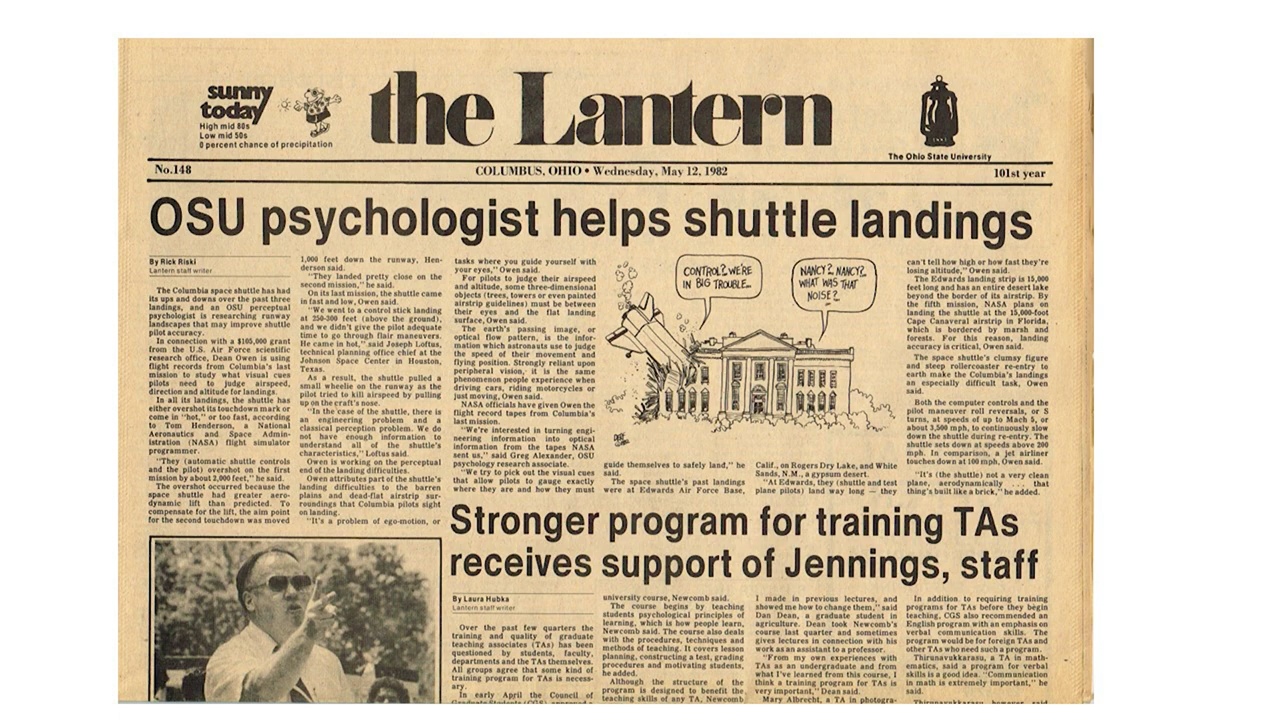 sunny
today
High mid 80s
Low mid 50s
0 percent chance of precipitation
the Lantern
The Ohio State University
No.148
COLUMBUS, OHIO • Wednesday, May 12, 1982
101st year
OSU psychologist helps shuttle landings
By Rick Riski
Lantern staff writer
The Columbia space shuttle has had
its ups and downs over the past three
landings, and an OSU perceptual
psychologist is researching runway
landscapes that may improve shuttle
pilot accuracy.
In connection with a $105,000 grant
from the U.S. Air Force scientific
research office, Dean Owen is using
flight records from Columbia's last
mission to study what visual cues
pilots need to judge airspeed,
direction and altitude for landings.
In all its landings, the shuttle has
either overshot its touchdown mark or
come in "hot," or too fast, according
to Tom Henderson, a National
Aeronautics and Space Admin-
istration (NASA) flight simulator
programmer.
"They (automatic shuttle controls
and the pilot) overshot on the first
mission by about 2,000 feet," he said.
The overshot occurred because the
space shuttle had greater aero-
dynamic lift than predicted. To
compensate for the lift, the aim point
for the second touchdown was moved
1,000 feet down the runway, Hen-
derson said.
"They landed pretty close on the
second mission," he said.
On its last mission, the shuttle came
in fast and low, Owen said.
"We went to a control stick landing
at 250-300 feet (above the ground),
and we didn't give the pilot adequate
time to go through flair maneuvers.
He came in hot," said Joseph Loftus,
technical planning office chief at the
Johnson Space Center in Houston,
Texas.
As a result, the shuttle pulled a
small wheelie on the runway as the
pilot tried to kill airspeed by pulling
up on the craft's nose.
"In the case of the shuttle, there is
an engineering problem and a
classical perception problem. We do
not have enough information to
understand all of the shuttle's
characteristics," Loftus said.
Owen is working on the perceptual
end of the landing difficulties.
Owen attributes part of the shuttle's
landing difficulties to the barren
plains and dead-flat airstrip sur-
roundings that Columbia pilots sight
on landing.
"It's a problem of ego-motion, or
tasks where you guide yourself with
your eyes," Owen said.
For pilots to judge their airspeed
and altitude, some three-dimensional
objects (trees, towers or even painted
airstrip guidelines) must be between
their eyes and the flat landing
surface, Owen said.
The earth's passing image, or
optical flow pattern, is the infor-
mation which astronauts use to judge
the speed of their movement and
flying position. Strongly reliant upon
peripheral vision, it is the same
phenomenon people experience when
driving cars, riding motorcycles or
just moving, Owen said.
NASA officials have given Owen the
flight record tapes from Columbia's
last mission.
"We're interested in turning engi-
neering information into optical
information from the tapes NASA
sent us," said Greg Alexander, OSU
psychology research associate.
"We try to pick out the visual cues
that allow pilots to gauge exactly
where they are and how they must
CONTROL? WE'RE
IN BIG TROUBLE...
NANCY?.. NANCY?..
WHAT WAS THAT
NOISE?
guide themselves to safely land," he
said.
The space shuttle's past landings
were at Edwards Air Force Base,
Calif., on Rogers Dry Lake, and White
Sands, N.M., a gypsum desert.
"At Edwards, they (shuttle and test
plane pilots) land way long — they
can't tell how high or how fast they're
losing altitude," Owen said.
The Edwards landing strip is 15,000
feet long and has an entire desert lake
beyond the border of its airstrip. By
the fifth mission, NASA plans on
landing the shuttle at the 15,000-foot
Cape Canaveral airstrip in Florida,
which is bordered by marsh and
forests. For this reason, landing
accuracy is critical, Owen said.
The space shuttle's clumsy figure
and steep rollercoaster re-entry to
earth make the Columbia's landings
an especially difficult task, Owen
said.
Both the computer controls and the
pilot maneuver roll reversals, or S
turns, at speeds of up to Mach 5, or
about 3,500 mph, to continously slow
down the shuttle during re-entry. The
shuttle sets down at speeds above 200
mph. In comparison, a jet airliner
touches down at 100 mph, Owen said.
"It's (the shuttle) not a very clean
plane, aerodynamically --- that
thing's built like a brick," he added.
Stronger program for training TAs
receives support of Jennings, staff
By Laura Hubka
Lantern staff writer
Over the past few quarters the
training and quality of graduate
teaching associates (TAs) has been
questioned by students, faculty,
departments and the TAs themselves.
All groups agree that some kind of
training program for TAs is necess-
ary.
In early April the Council of
Graduate Students (CGS) approved a
university course, Newcomb said.
The course begins by teaching
students psychological principles of
learning, which is how people learn,
Newcomb said. The course also deals
with the procedures, techniques and
methods of teaching. It covers lesson
planning, constructing a test, grading
procedures and motivating students,
he added.
Although the structure of the
program is designed to benefit the
teaching skills of any TA, Newcomb
I made in previous lectures, and
showed me how to change them," said
Dan Dean, a graduate student in
agriculture. Dean took Newcomb's
course last quarter and sometimes
gives lectures in connection with his
work as an assistant to a professor.
"From my own experiences with
TAs as an undergraduate and from
what I've learned from this course, I
think a training program for TAs is
very important," Dean said.
Mary Albrecht, a TA in photogra-
In addition to requiring training
programs for TAs before they begin
teaching, CGS also recommended an
English program with an emphasis on
verbal communication skills. The
program would be for foreign TAs and
other TAs who need such a program.
Thirunavukkarasu, a TA in math-
ematics, said a program for verbal
skills is a good idea. "Communication
in math is extremely important," he
said.
Thirunavukkarasu, however, said